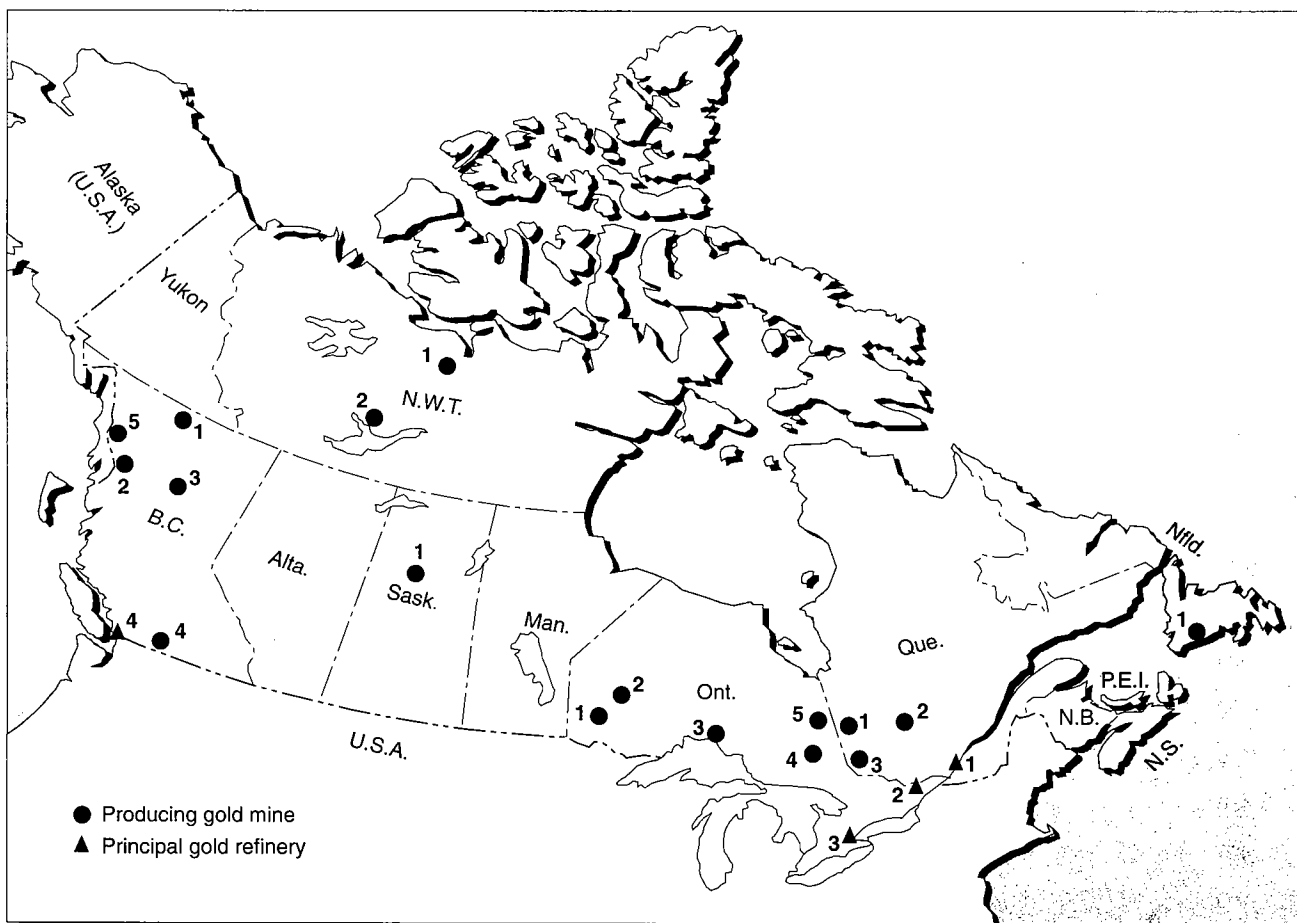 Alaska
(U.S.A.)
Yukon
1
N.W.T.
2
5
1
2
3
B.C.
Alta.
1
Sask.
Man.
4
4
U.S.A.
2
1
Ont.
3
5
1
2
4
3
Que.
1
2
3
Nfld.
1
P.E.I.
N.B.
N.S.
Producing gold mine
Principal gold refinery